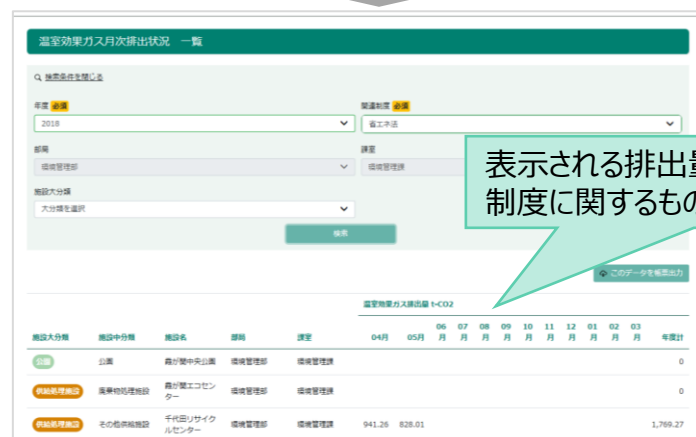 温室効果ガス月次排出状況　一覧
検索条件を閉じる
年度 必須
関連制度 必須
2018
省エネ法
部局
課室
環境管理部
環境管理課
施設大分類
大分類を選択
検索
表示される排出
制度に関するもの
このデータを帳票出力
温室効果ガス排出量 t-CO2
施設大分類 施設中分類 施設名 部局 課室 04月 05月 06月 07月 08月 09月 10月 11月 12月 01月 02月 03月 年度計
公園 公園 霞が関中央公園 環境管理部 環境管理課 0
供給処理施設 廃棄物処理施設 霞が関エコセンター 環境管理部 環境管理課 0
供給処理施設 その他供給施設 千代田リサイクルセンター 環境管理部 環境管理課 941.26 828.01 1,769.27